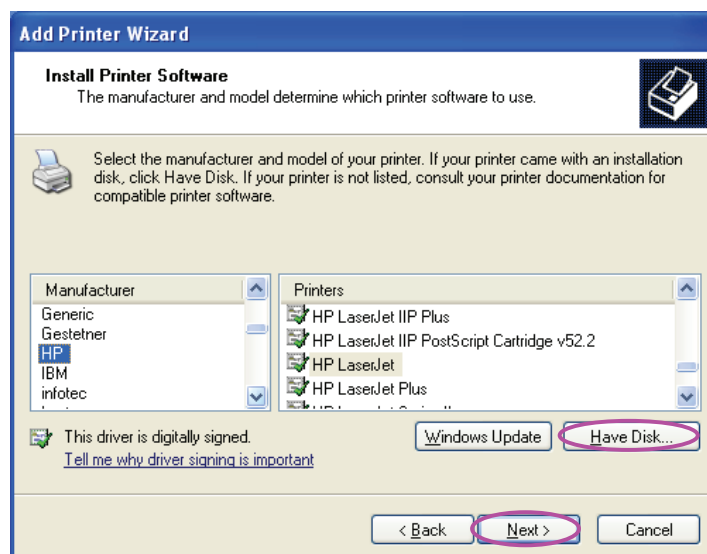 Add Printer Wizard
Install Printer Software
The manufacturer and model determine which printer software to use.
Select the manufacturer and model of your printer. If your printer came with an installation
disk, click Have Disk. If your printer is not listed, consult your printer documentation for
compatible printer software.
Manufacturer
Generic
Gestetner
HP
IBM
infotec
Printers
HP LaserJet IIP Plus
HP LaserJet IIP PostScript Cartridge v52.2
HP LaserJet
HP LaserJet Plus
This driver is digitally signed.
Tell me why driver signing is important
Windows Update
Have Disk...
< Back
Next >
Cancel